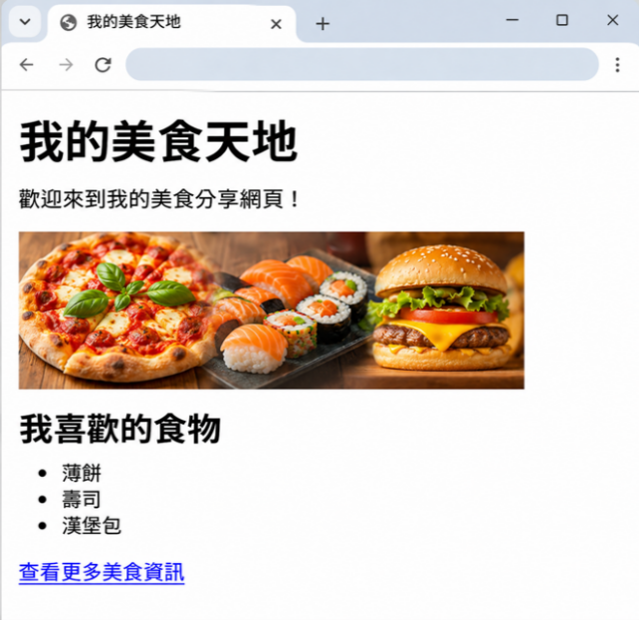 我的美食天地
我的美食天地
歡迎來到我的美食分享網頁！
我喜歡的食物
薄餅
壽司
漢堡包
查看更多美食資訊